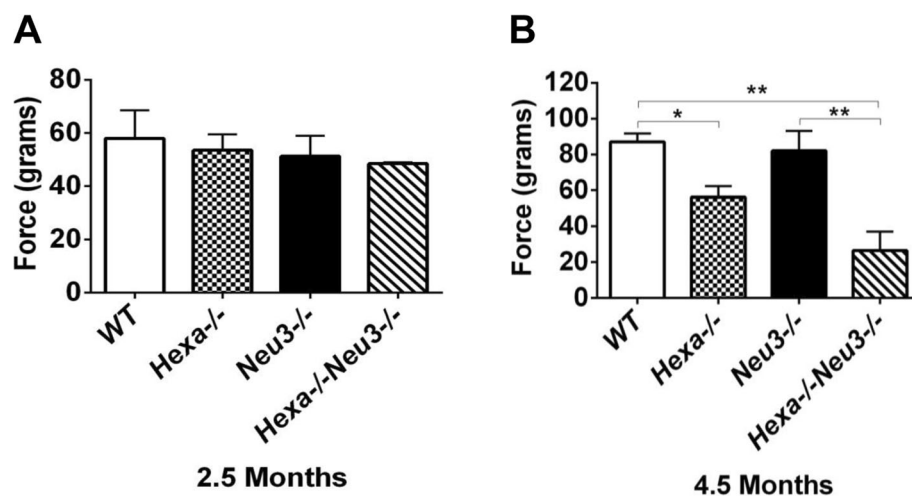 A
Force (grams)
80
60
40
20
0
WT
Hexa-/-
Neu3-/-
Hexa-/-Neu3-/-
2.5 Months
B
Force (grams)
120
100
80
60
40
20
0
**
*
**
WT
Hexa-/-
Neu3-/-
Hexa-/-Neu3-/-
4.5 Months